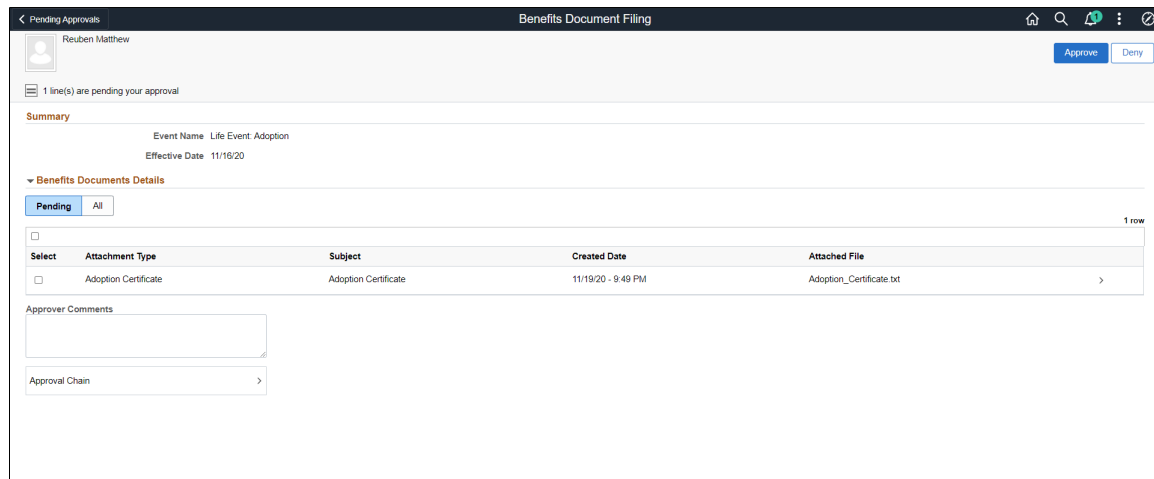 Pending Approvals Benefits Document Filing 1
Reuben Matthew
Approve Deny
1 line(s) are pending your approval
Summary
Event Name Life Event: Adoption
Effective Date 11/16/20
Benefits Documents Details
Pending All
1 row
Select Attachment Type Subject Created Date Attached File
Adoption Certificate Adoption Certificate 11/19/20 - 9:49 PM Adoption_Certificate.txt
Approver Comments
Approval Chain